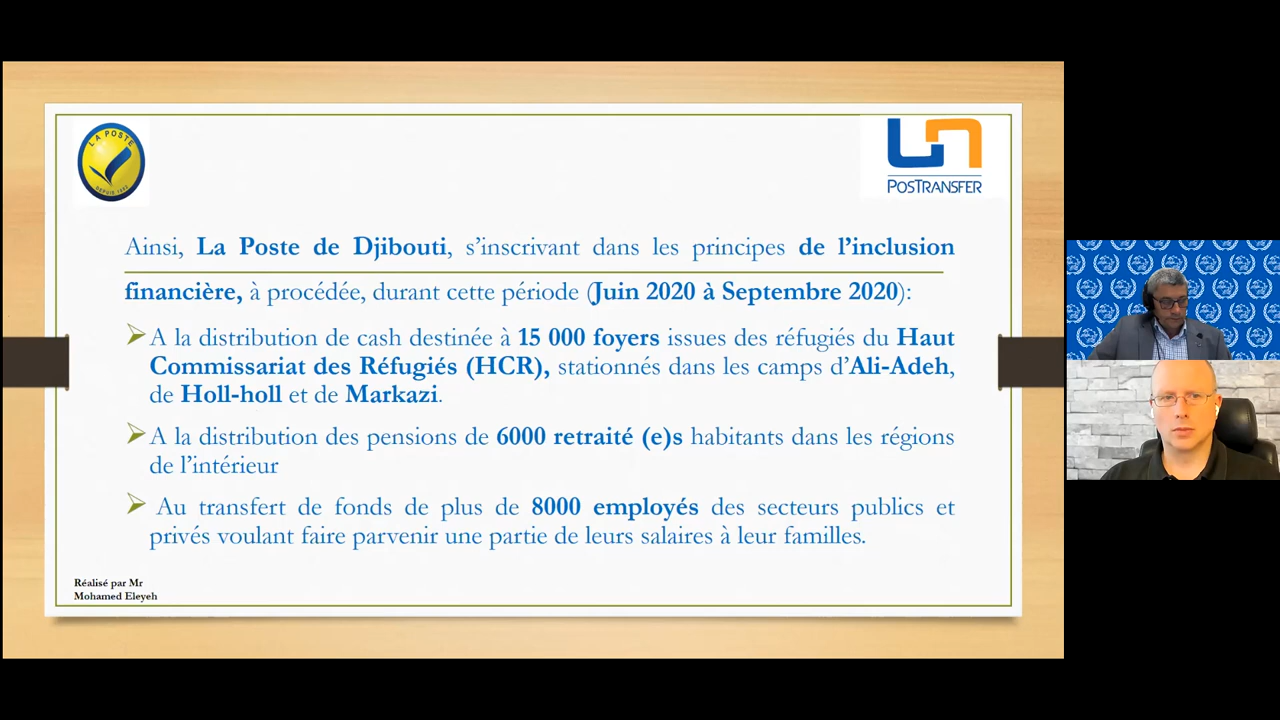 LA POSTE
DEPUIS 1883
POSTRANSFER
Ainsi, La Poste de Djibouti, s’inscrivant dans les principes de l’inclusion
financière, à procédée, durant cette période (Juin 2020 à Septembre 2020):
A la distribution de cash destinée à 15 000 foyers issues des réfugiés du Haut
Commissariat des Réfugiés (HCR), stationnés dans les camps d’Ali-Adeh,
de Holl-holl et de Markazi.
A la distribution des pensions de 6000 retraité (e)s habitants dans les régions
de l’intérieur
Au transfert de fonds de plus de 8000 employés des secteurs publics et
privés voulant faire parvenir une partie de leurs salaires à leur familles.
Réalisé par Mr
Mohamed Eleyeh